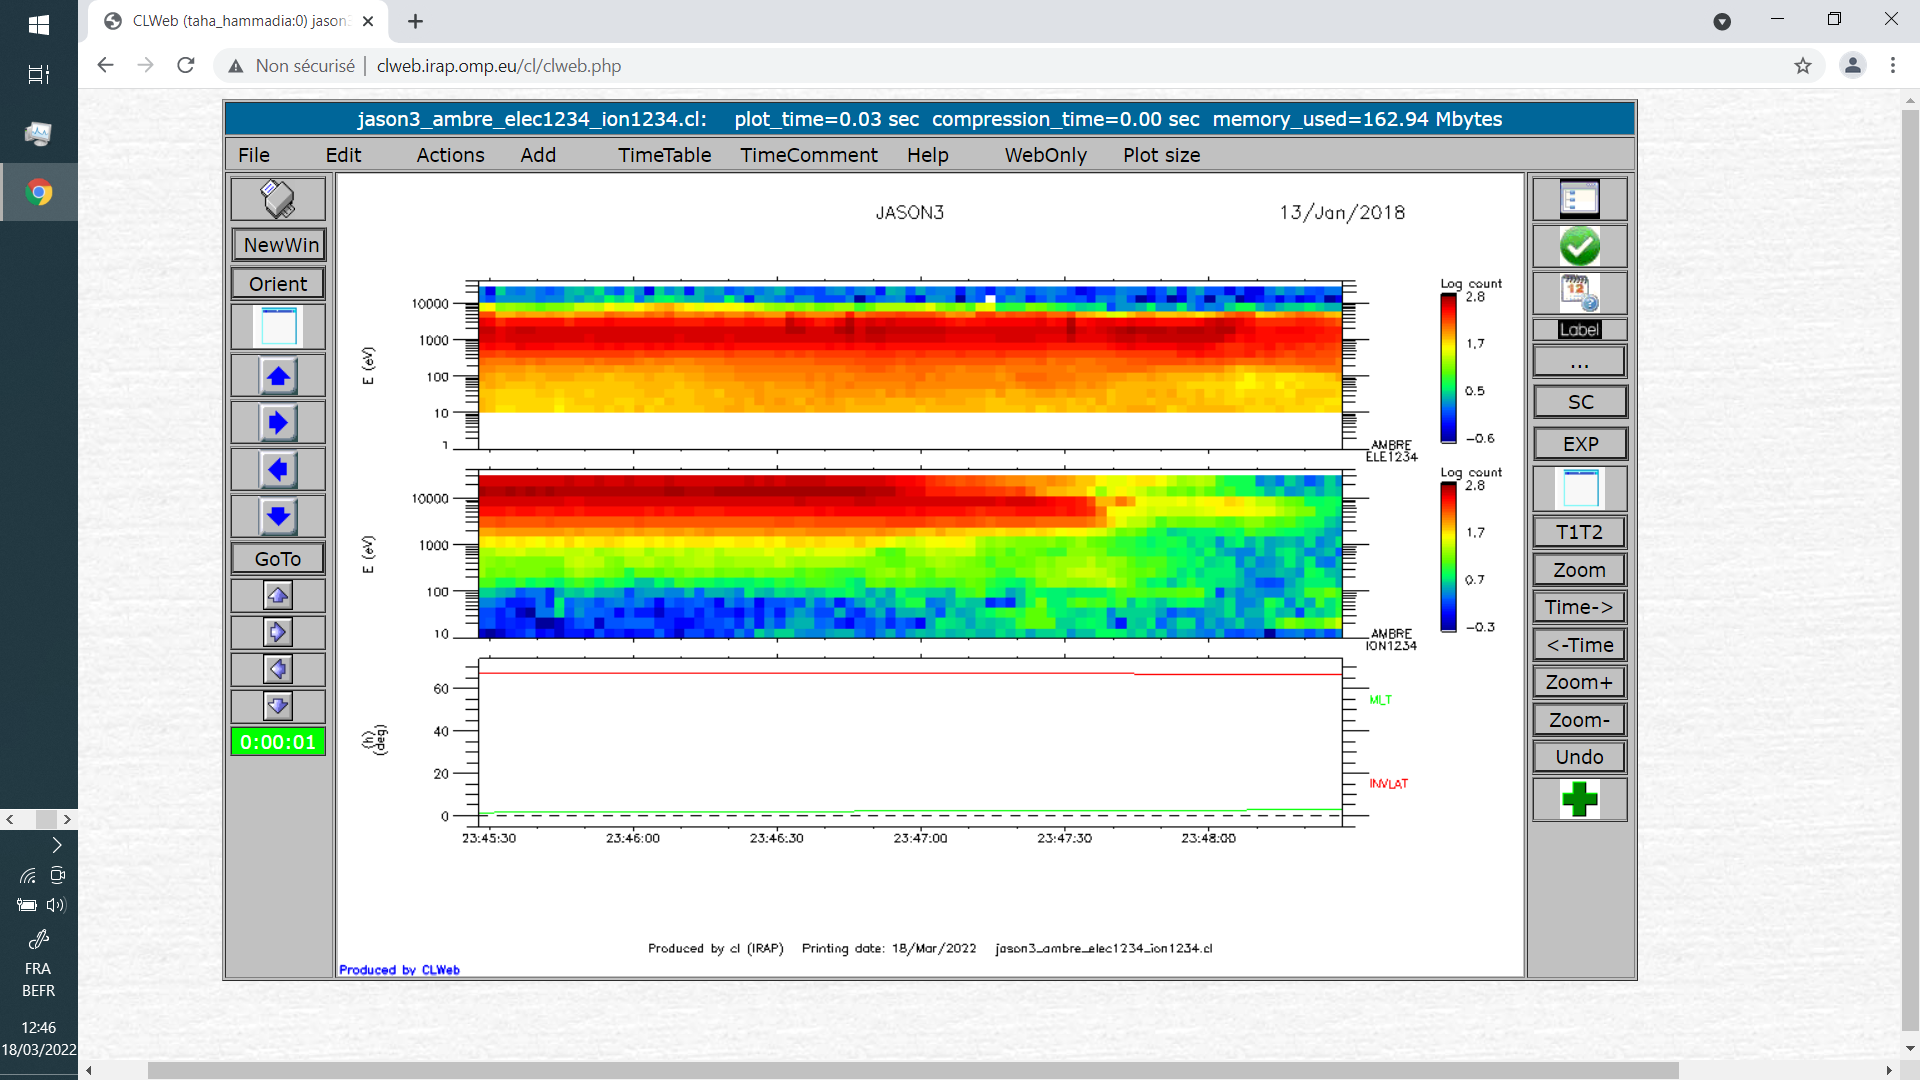 CLWeb (taha_hammadia:0) jason3
Non sécurisé | clweb.irap.omp.eu/cl/clweb.php
jason3_ambre_elec1234_ion1234.cl: plot_time=0.03 sec compression_time=0.00 sec memory_used=162.94 Mbytes
File Edit Actions Add TimeTable TimeComment Help WebOnly Plot size
NewWin
Orient
GoTo
0:00:01
JASON3 13/Jan/2018
E (eV)
10000
1000
100
10
1
Log count
2.8
1.7
0.5
-0.6
AMBRE
ELE1234
E (eV)
10000
1000
100
10
Log count
2.8
1.7
0.7
-0.3
AMBRE
ION1234
(h)
(deg)
60
40
20
0
MLT
INVLAT
23:45:30 23:46:00 23:46:30 23:47:00 23:47:30 23:48:00
Produced by cl (IRAP) Printing date: 18/Mar/2022 jason3_ambre_elec1234_ion1234.cl
Produced by CLWeb
12
Label
...
SC
EXP
T1T2
Zoom
Time->
<-Time
Zoom+
Zoom-
Undo
FRA
BEFR
12:46
18/03/2022